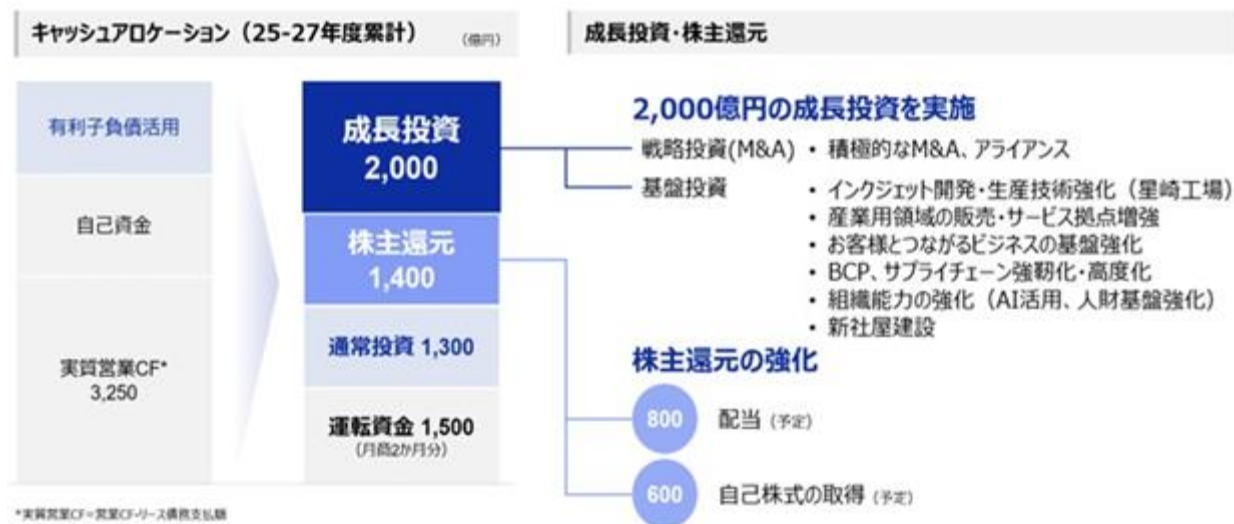 キャッシュアロケーション（25-27年度累計）
（億円）
有利子負債活用
自己資金
実質営業CF*
3,250
成長投資
2,000
株主還元
1,400
通常投資 1,300
運転資金 1,500
（月商2か月分）
*実質営業CF=営業CF-リース債務支払額
成長投資・株主還元
2,000億円の成長投資を実施
戦略投資(M&A) • 積極的なM&A、アライアンス
基盤投資 • インクジェット開発・生産技術強化（星崎工場）
• 産業用領域の販売・サービス拠点増強
• お客様とつながるビジネスの基盤強化
• BCP、サプライチェーン強靭化・高度化
• 組織能力の強化（AI活用、人財基盤強化）
• 新社屋建設
株主還元の強化
800 配当（予定）
600 自己株式の取得（予定）